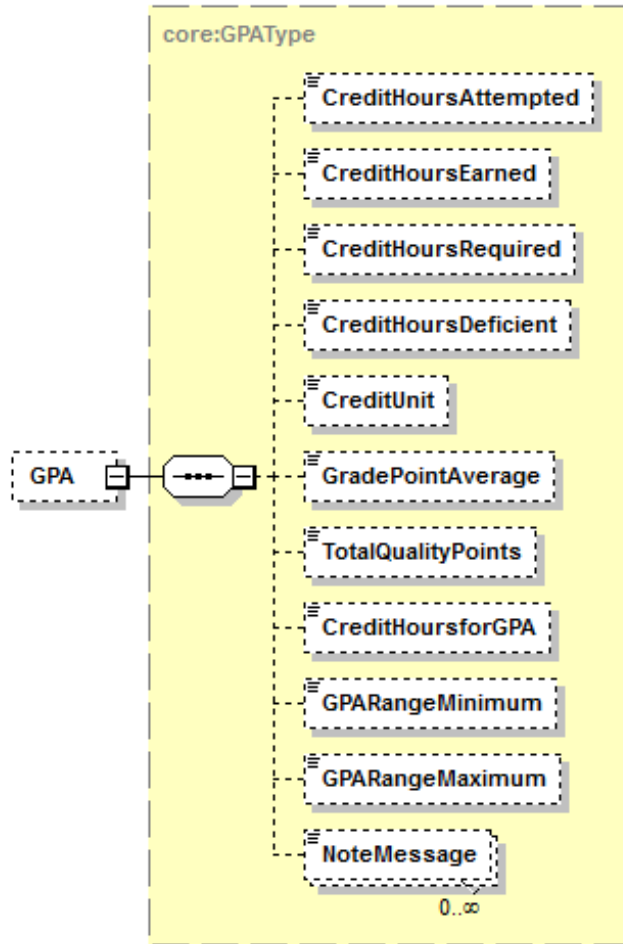 core:GPAType
CreditHoursAttempted
CreditHoursEarned
CreditHoursRequired
CreditHoursDeficient
CreditUnit
GPA
GradePointAverage
TotalQualityPoints
CreditHoursforGPA
GPARangeMinimum
GPARangeMaximum
NoteMessage
0..∞